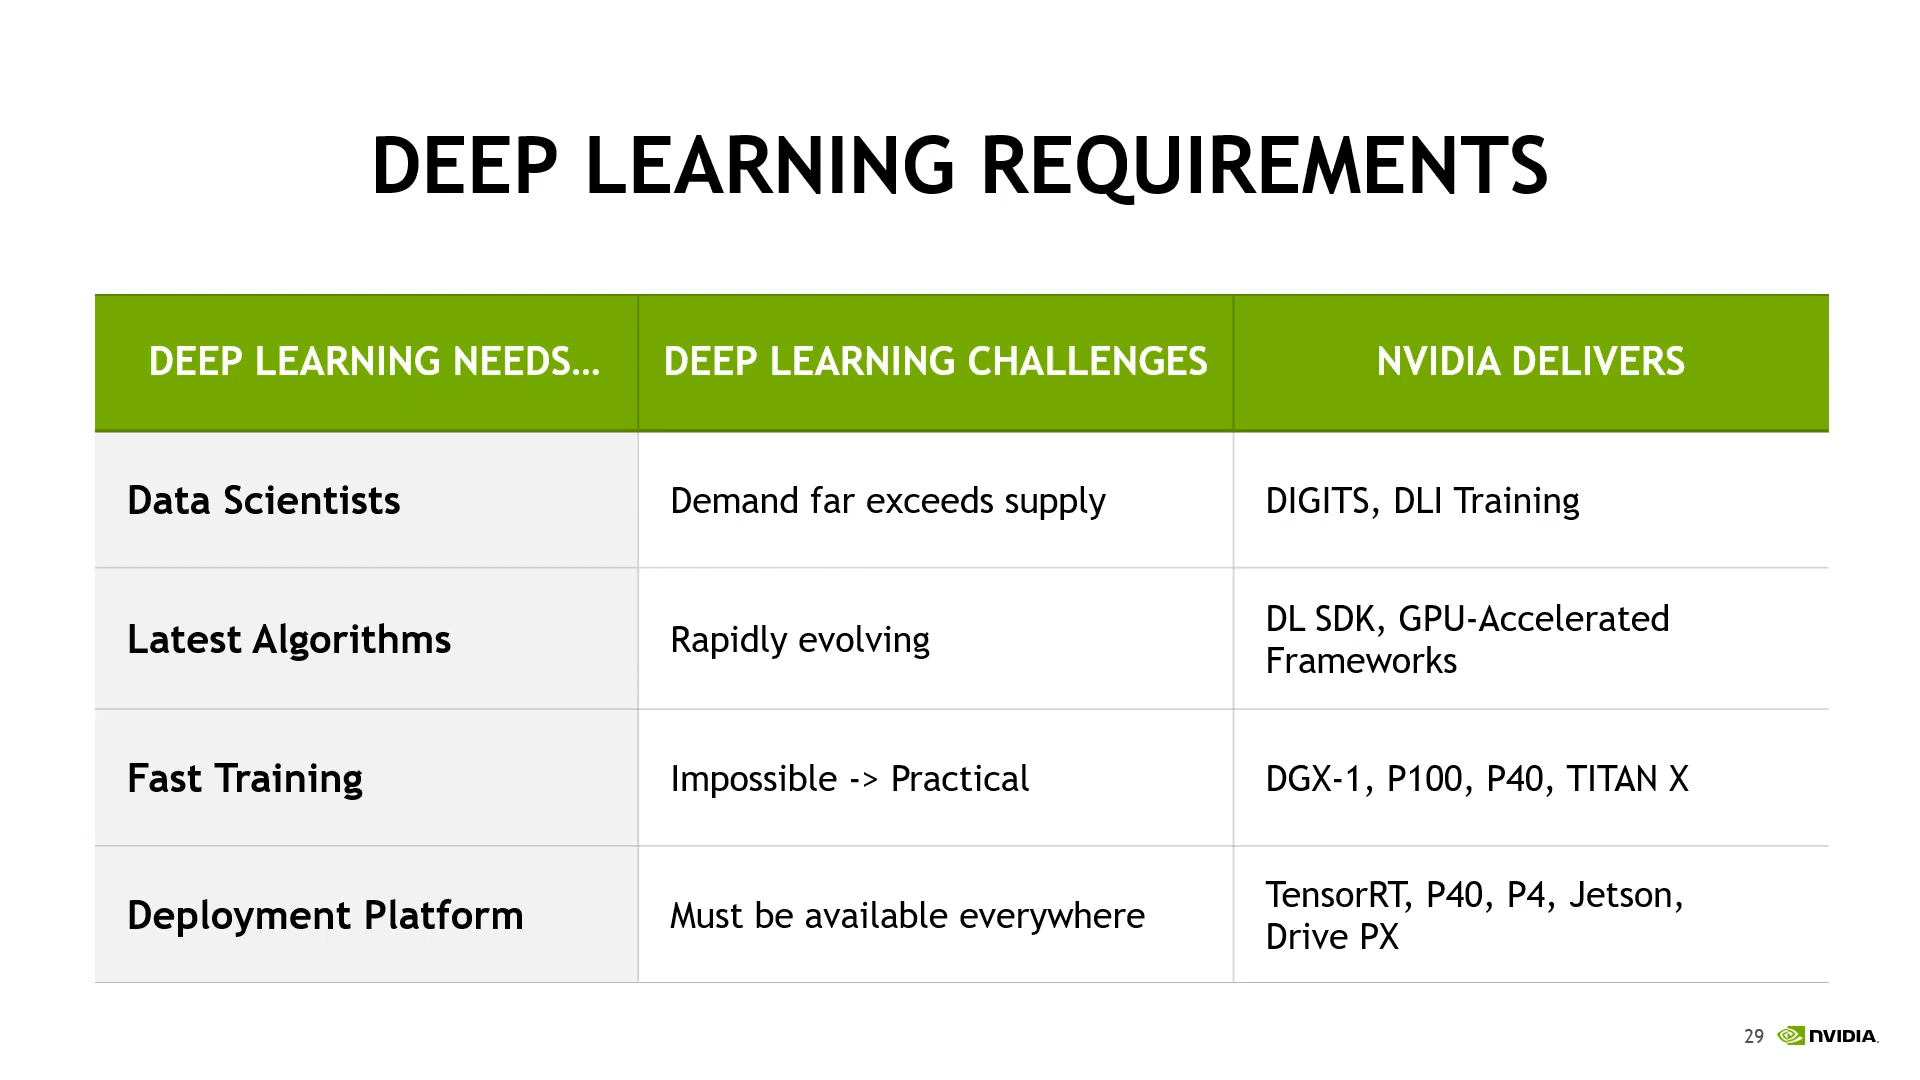 DEEP LEARNING REQUIREMENTS
DEEP LEARNING NEEDS…
DEEP LEARNING CHALLENGES
NVIDIA DELIVERS
Data Scientists
Demand far exceeds supply
DIGITS, DLI Training
Latest Algorithms
Rapidly evolving
DL SDK, GPU-Accelerated
Frameworks
Fast Training
Impossible -> Practical
DGX-1, P100, P40, TITAN X
Deployment Platform
Must be available everywhere
TensorRT, P40, P4, Jetson,
Drive PX
29
NVIDIA.